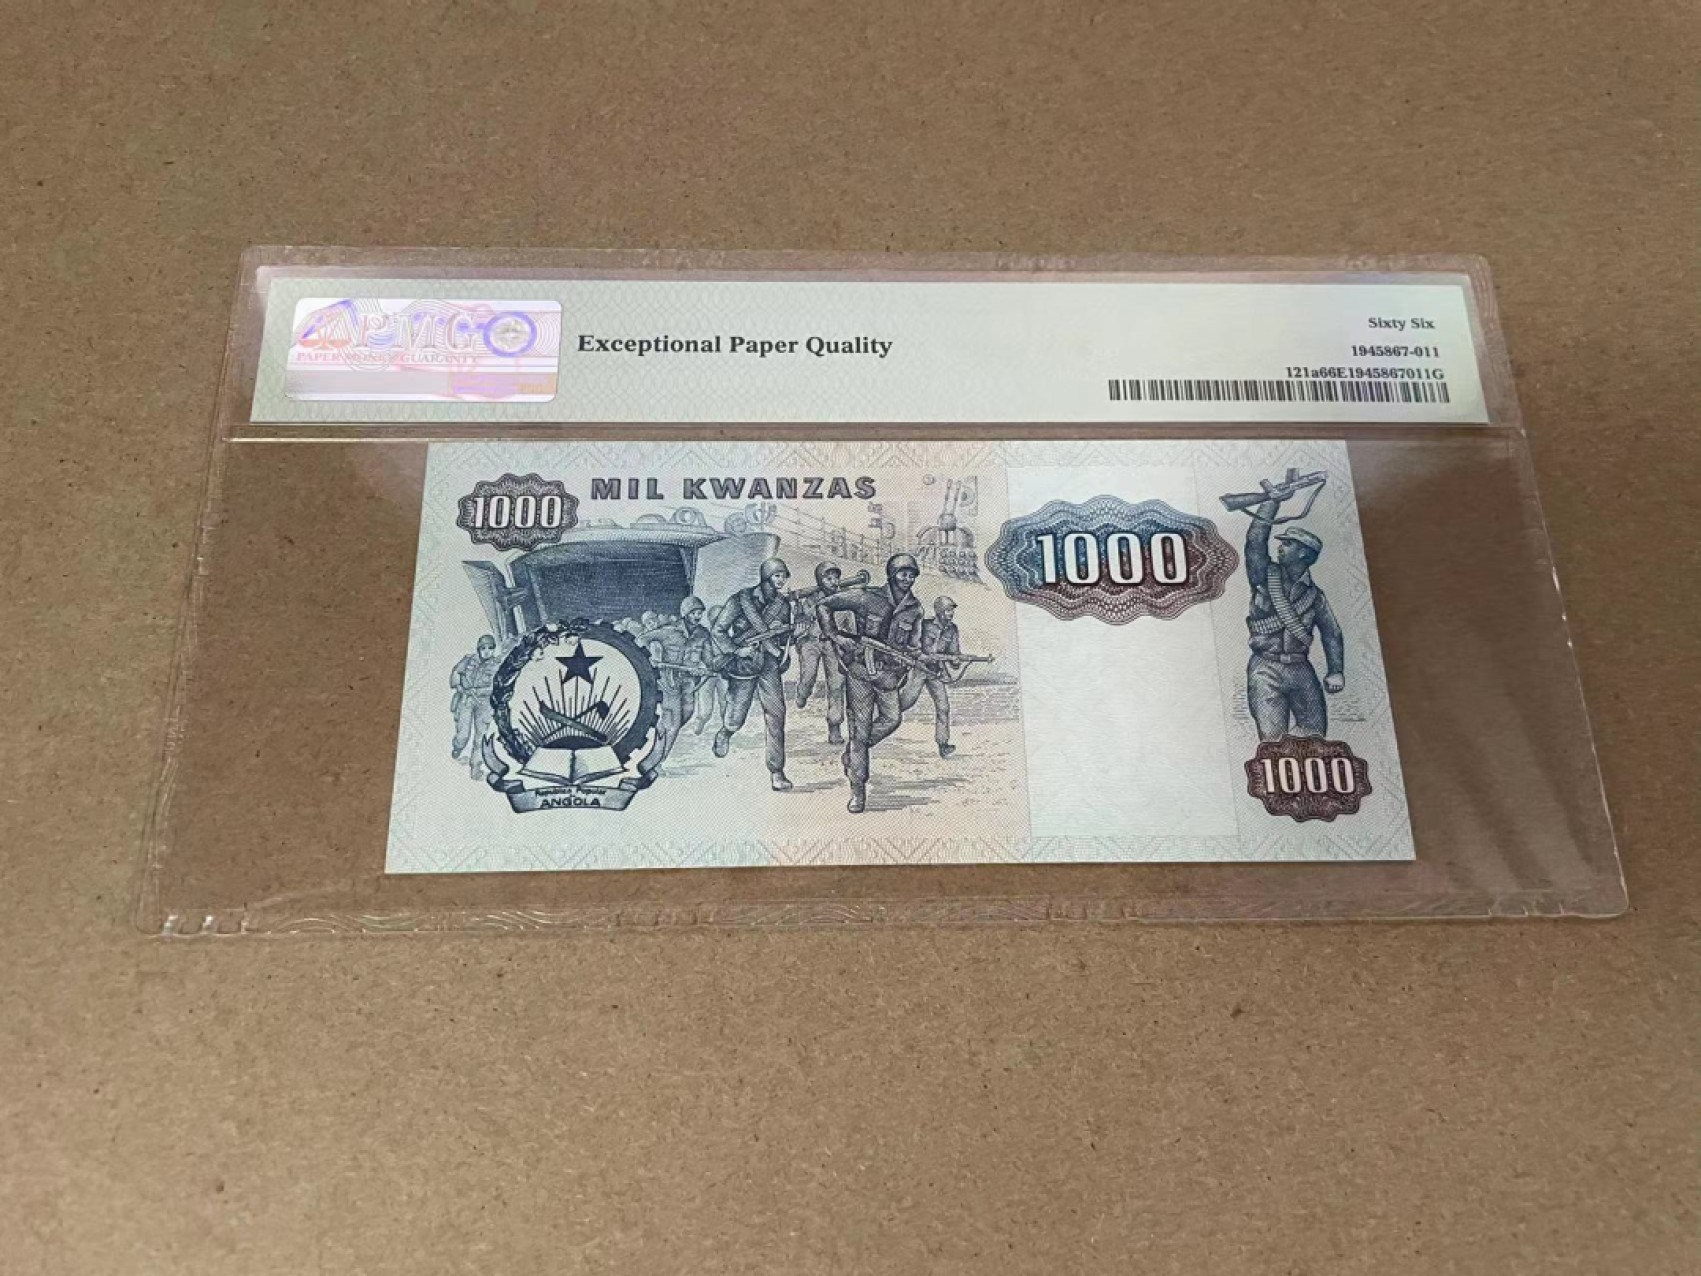 PMG
PAPER MONEY GUARANTY
Exceptional Paper Quality
Sixty Six
1945867-011
121a66E1945867011G
1000
MIL KWANZAS
1000
República Popular
ANGOLA
1000